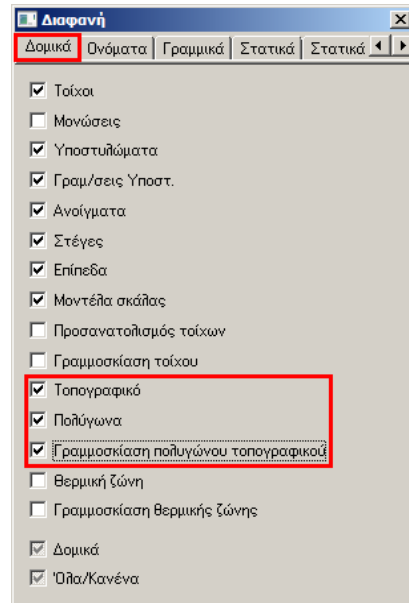 Διαφανή
Δομικά Ονόματα Γραμμικά Στατικά Στατικά
Τοίχοι
Μονώσεις
Υποστυλώματα
Γραμ/σεις Υποστ.
Ανοίγματα
Στέγες
Επίπεδα
Μοντέλα σκάλας
Προσανατολισμός τοίχων
Γραμμοσκίαση τοίχου
Τοπογραφικό
Πολύγωνα
Γραμμοσκίαση πολυγώνου τοπογραφικού
Θερμική ζώνη
Γραμμοσκίαση θερμικής ζώνης
Δομικά
'Ολα/Κανένα